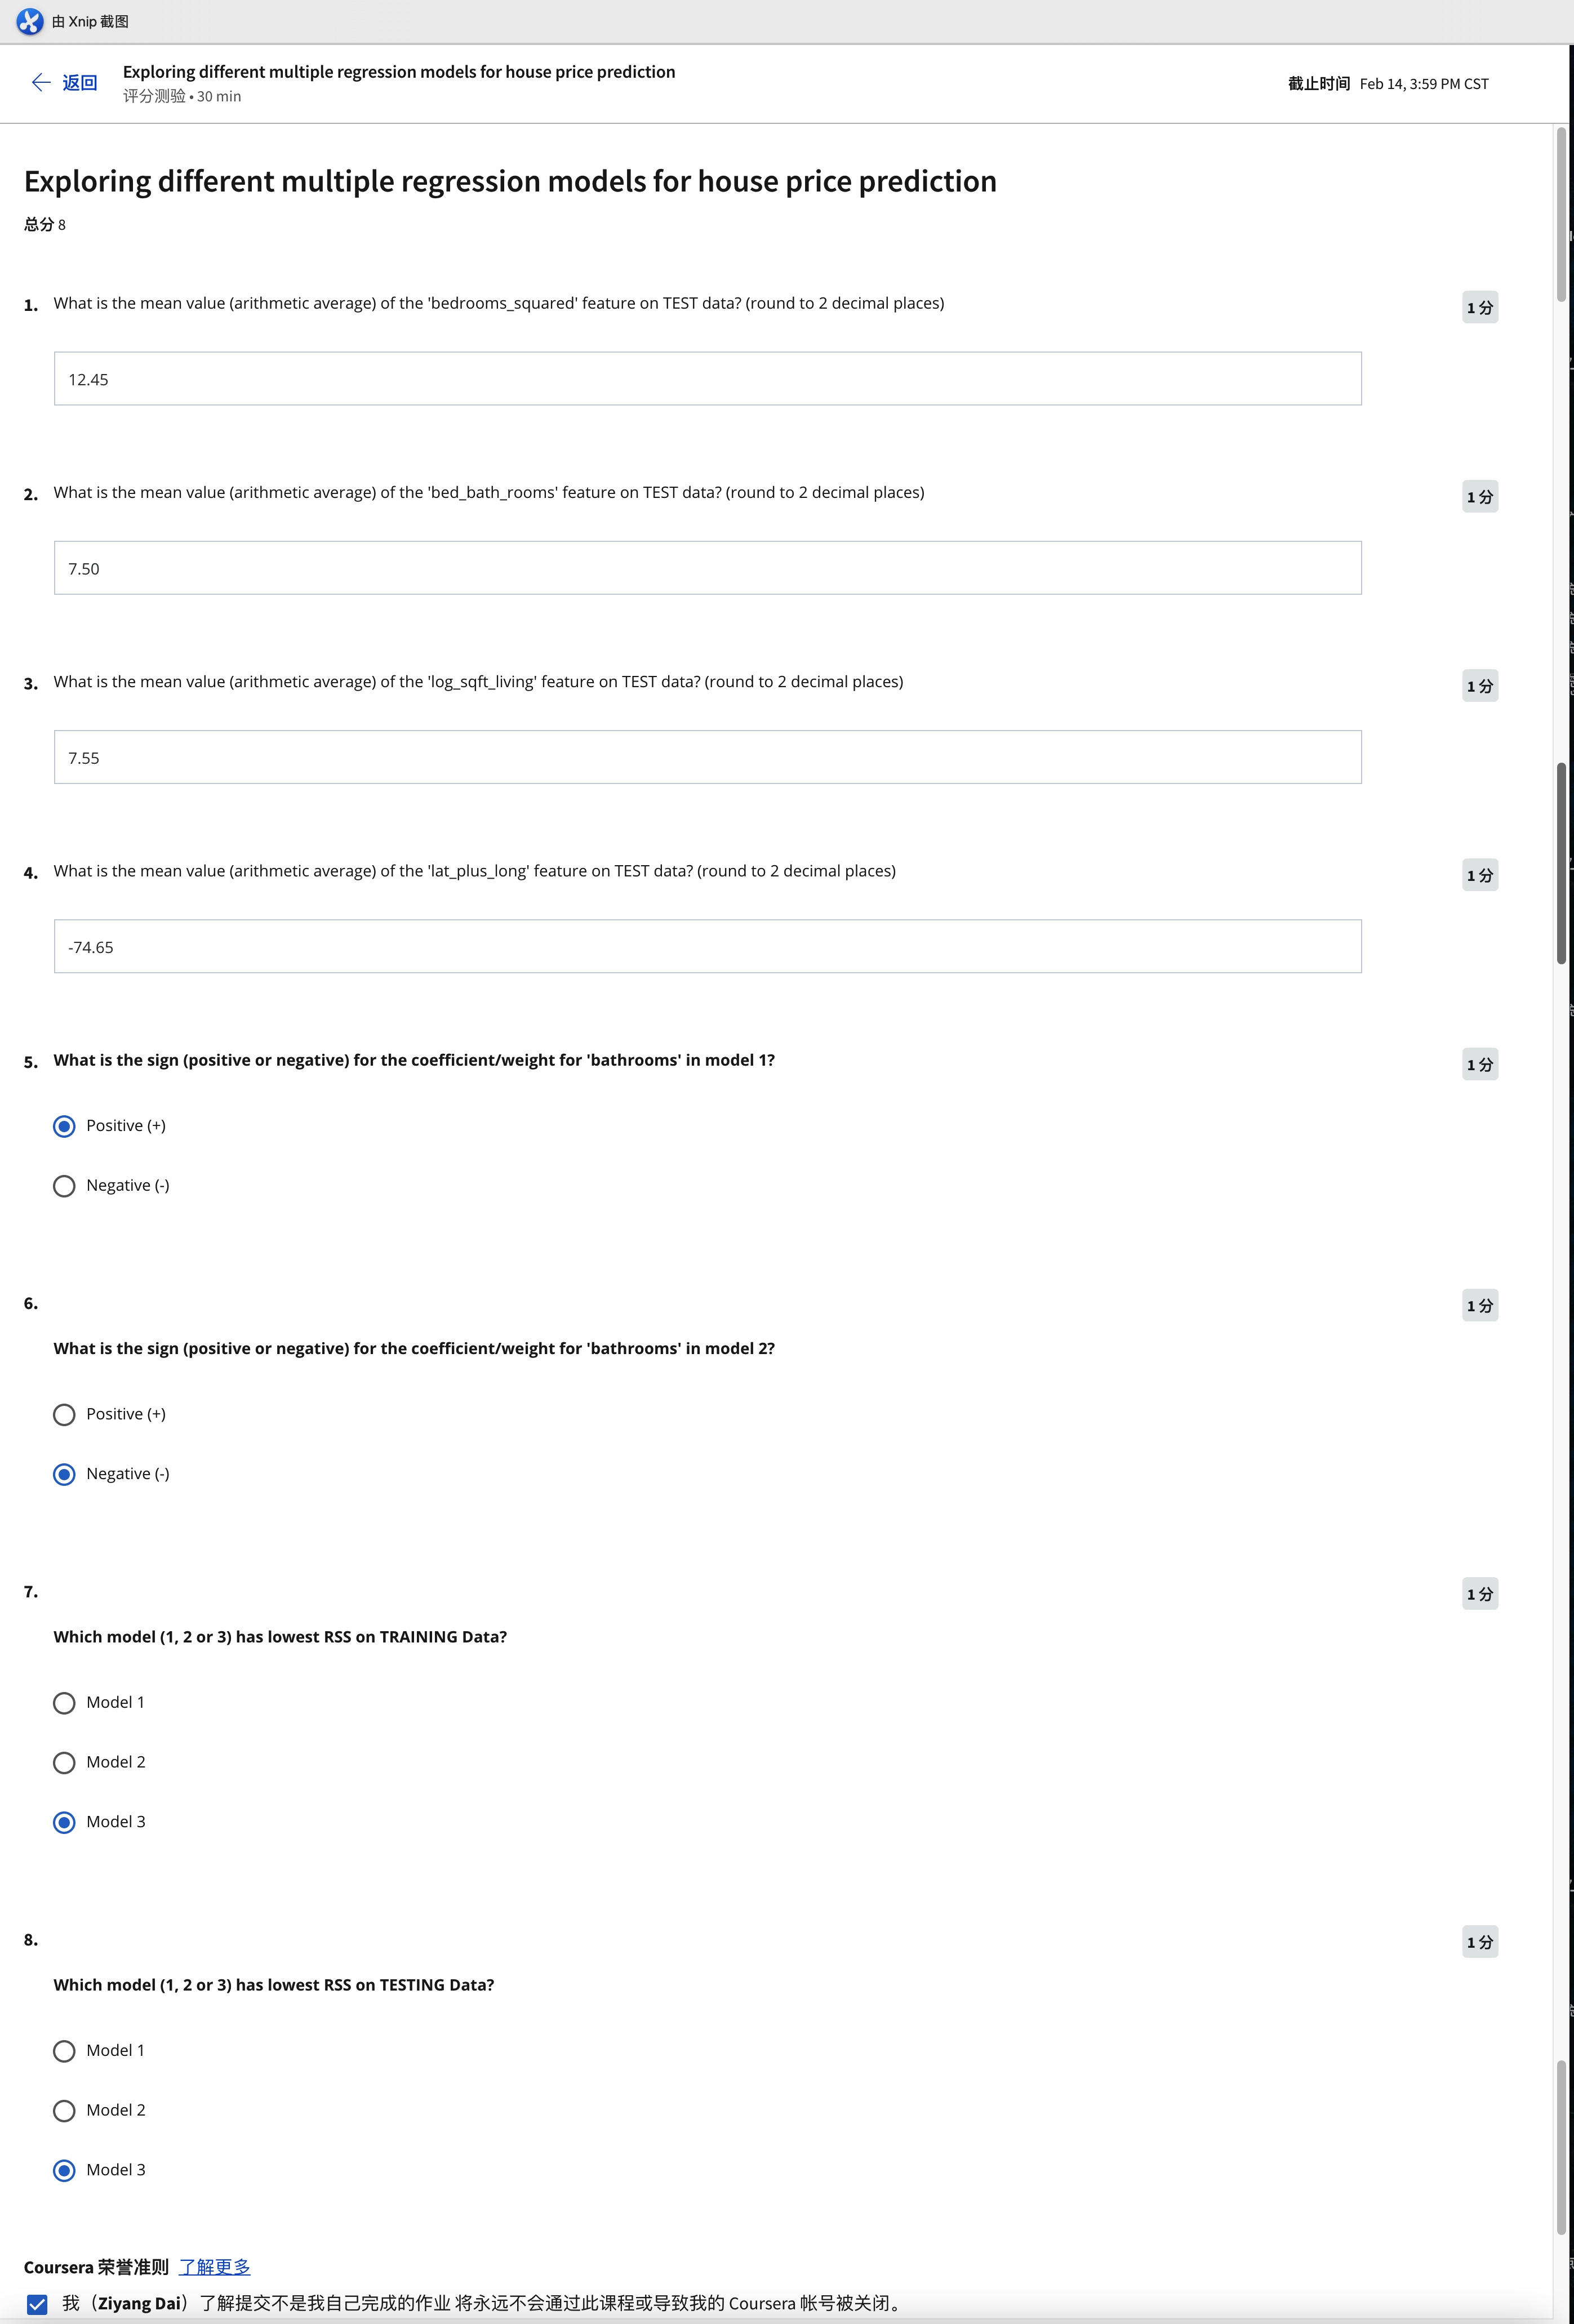 由 Xnip 截图
返回
Exploring different multiple regression models for house price prediction
评分测验 • 30 min
截止时间 Feb 14, 3:59 PM CST
Exploring different multiple regression models for house price prediction
总分 8
1. What is the mean value (arithmetic average) of the 'bedrooms_squared' feature on TEST data? (round to 2 decimal places)
1 分
12.45
2. What is the mean value (arithmetic average) of the 'bed_bath_rooms' feature on TEST data? (round to 2 decimal places)
1 分
7.50
3. What is the mean value (arithmetic average) of the 'log_sqft_living' feature on TEST data? (round to 2 decimal places)
1 分
7.55
4. What is the mean value (arithmetic average) of the 'lat_plus_long' feature on TEST data? (round to 2 decimal places)
1 分
-74.65
5. What is the sign (positive or negative) for the coefficient/weight for 'bathrooms' in model 1?
1 分
Positive (+)
Negative (-)
6.
1 分
What is the sign (positive or negative) for the coefficient/weight for 'bathrooms' in model 2?
Positive (+)
Negative (-)
7.
1 分
Which model (1, 2 or 3) has lowest RSS on TRAINING Data?
Model 1
Model 2
Model 3
8.
1 分
Which model (1, 2 or 3) has lowest RSS on TESTING Data?
Model 1
Model 2
Model 3
Coursera 荣誉准则 了解更多
我（Ziyang Dai）了解提交不是我自己完成的作业 将永远不会通过此课程或导致我的 Coursera 帐号被关闭。